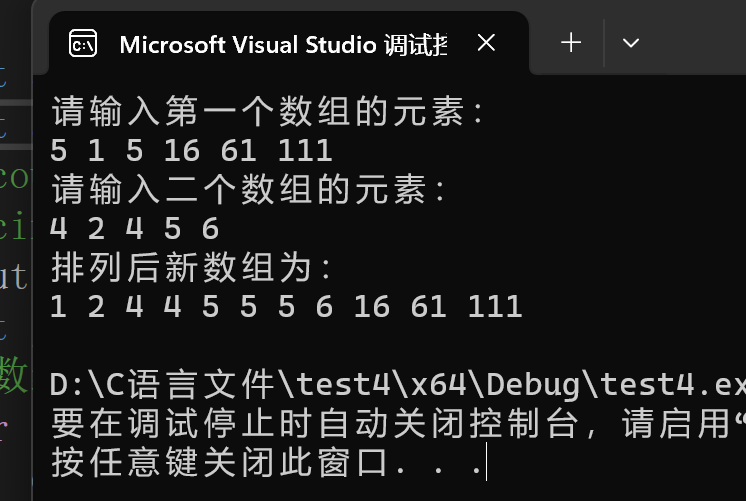 Microsoft Visual Studio 调试
请输入第一个数组的元素:
5 1 5 16 61 111
请输入二个数组的元素:
4 2 4 5 6
排列后新数组为:
1 2 4 4 5 5 5 6 16 61 111
D:\C语言文件\test4\x64\Debug\test4.ex
要在调试停止时自动关闭控制台, 请启用“
按任意键关闭此窗口. . .